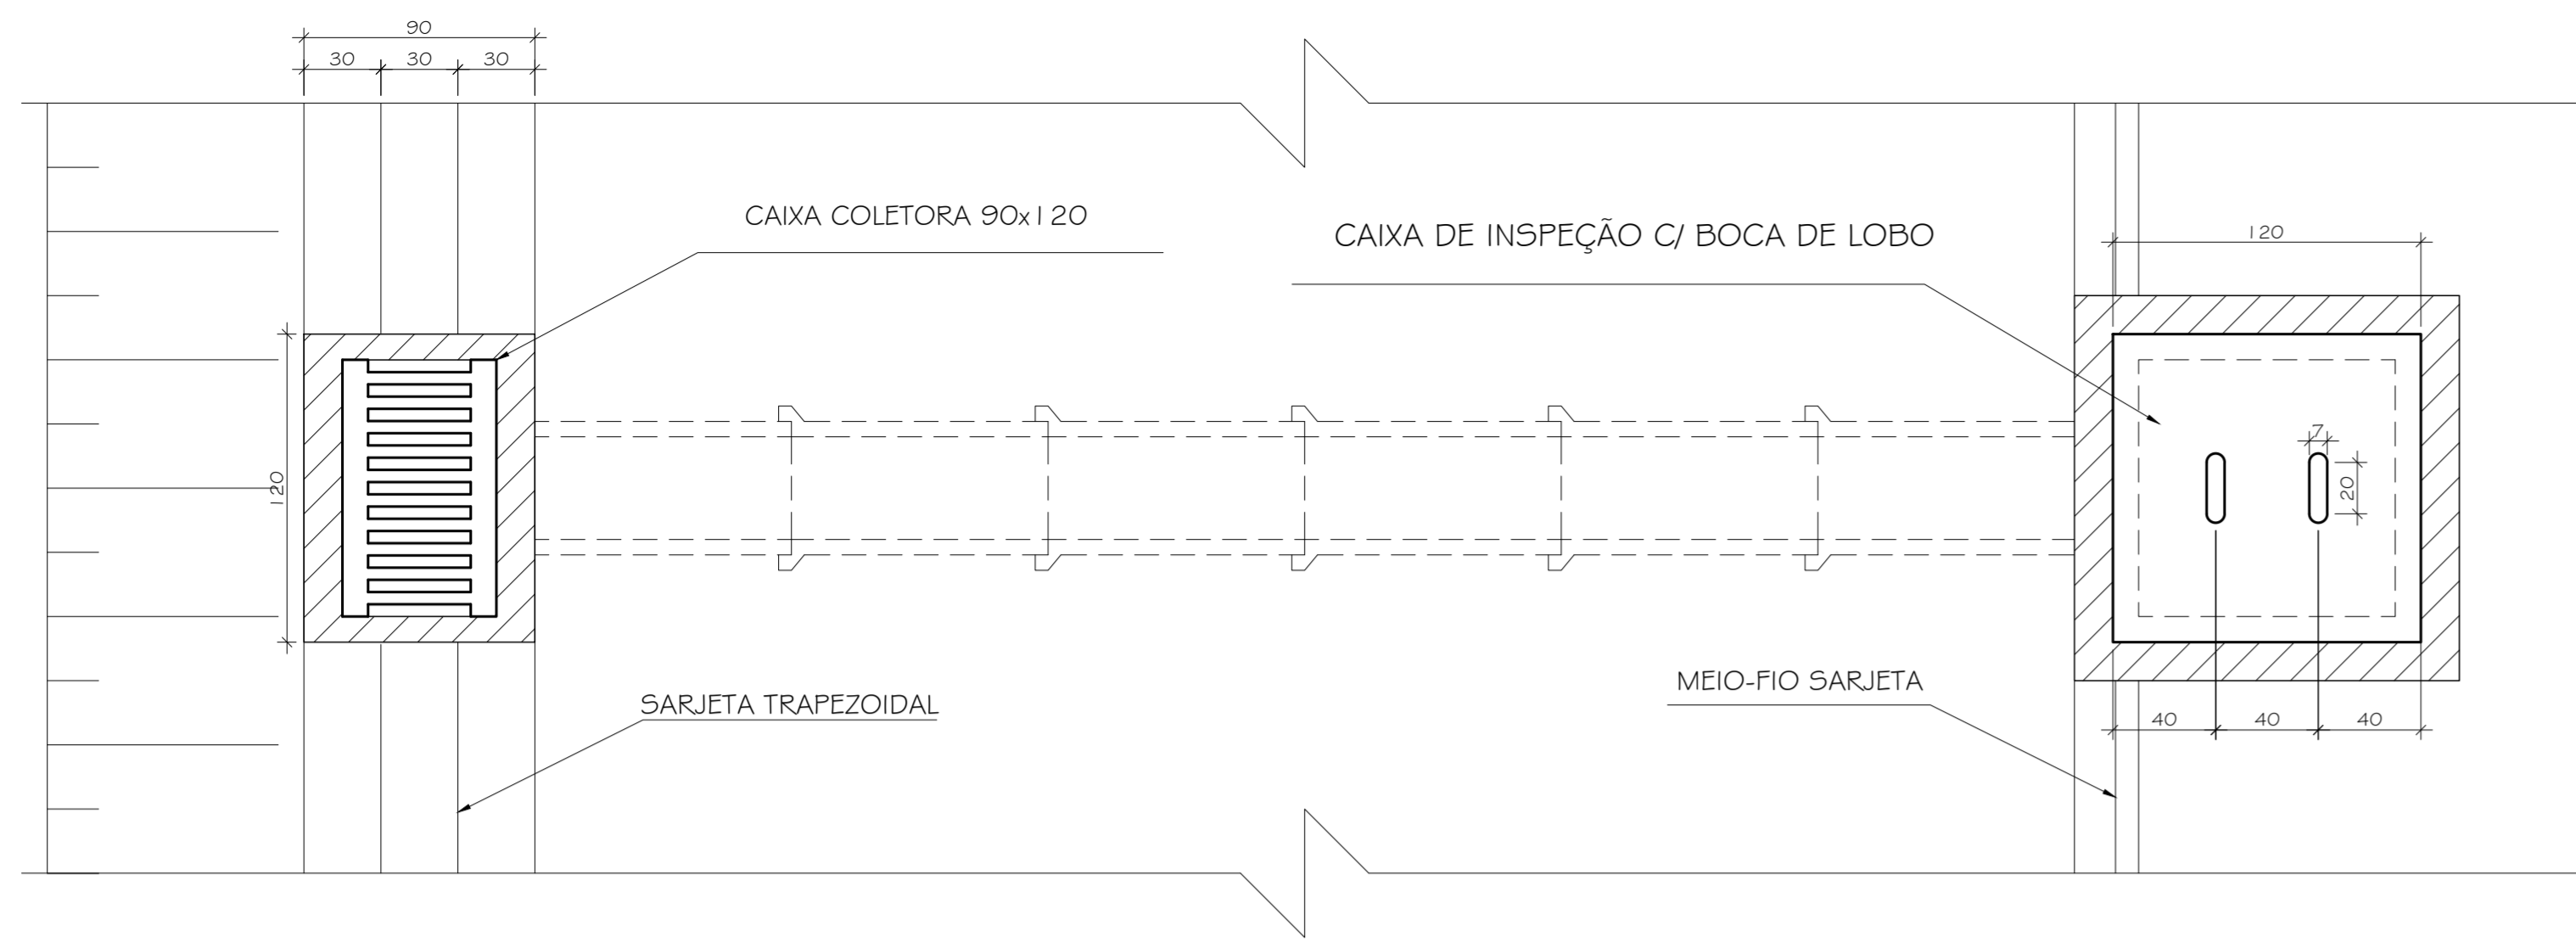 90
30 30 30
CAIXA COLETORA 90x120
CAIXA DE INSPEÇÃO C/ BOCA DE LOBO
120
7
120
20
MEIO-FIO SARJETA
SARJETA TRAPEZOIDAL
40 40 40